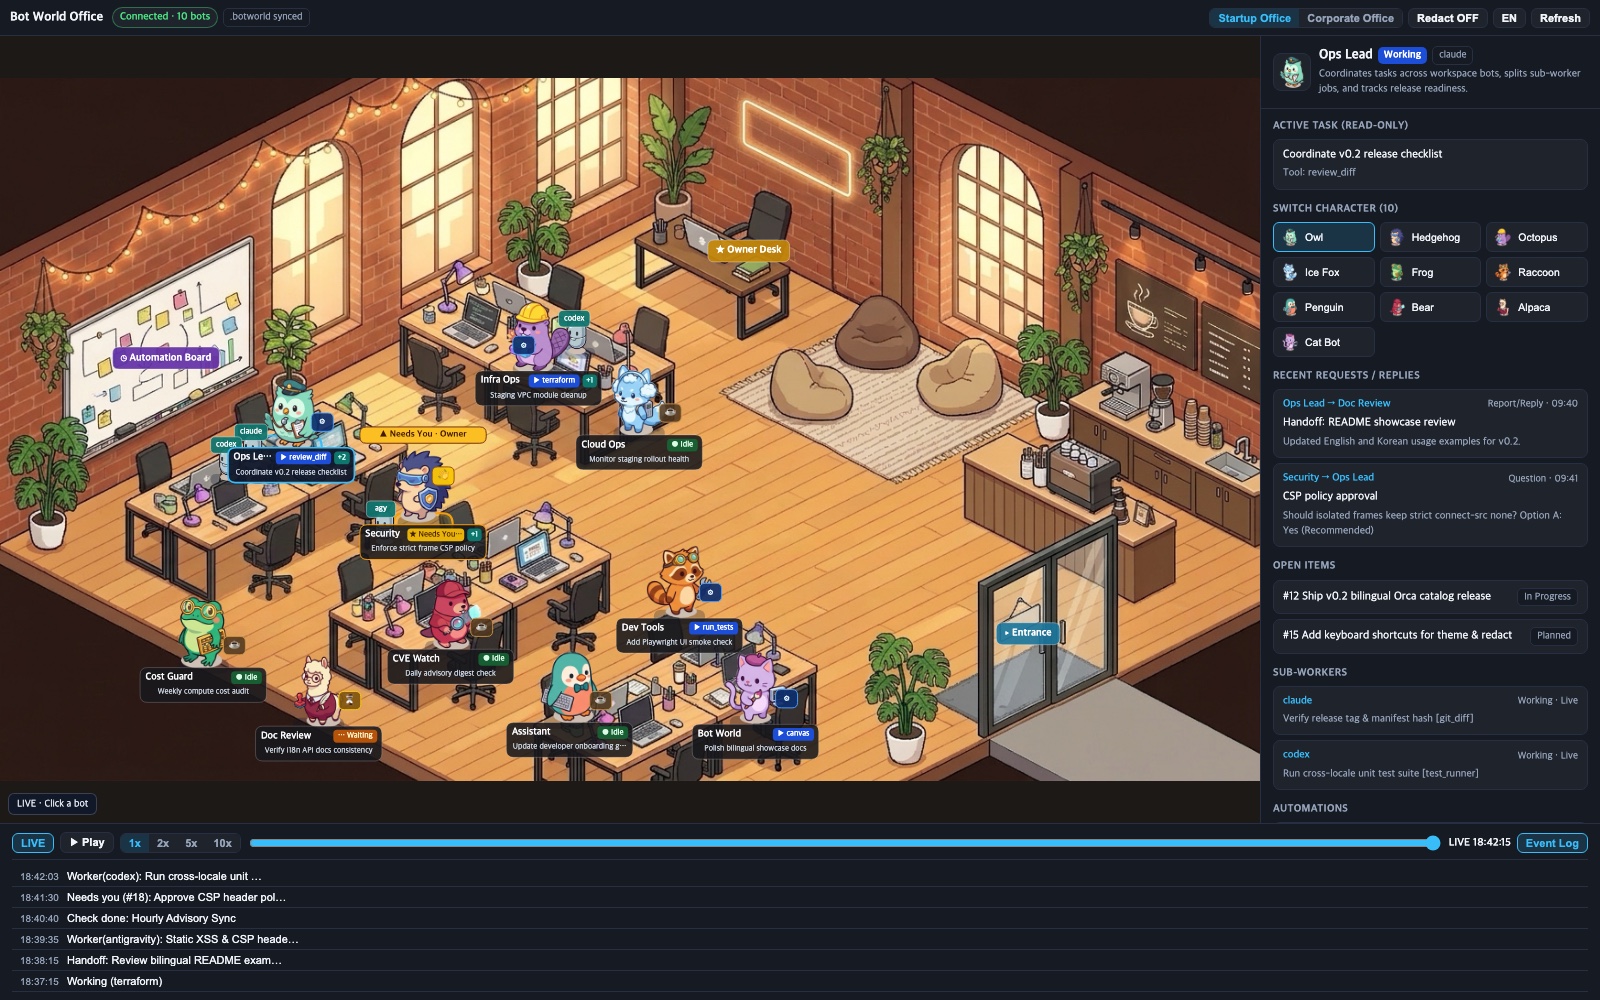 Bot World Office
Connected · 10 bots
.botworld synced
Startup Office
Corporate Office
Redact OFF
EN
Refresh
Automation Board
★ Owner Desk
codex
Infra Ops ▶ terraform +1
Staging VPC module cleanup
Cloud Ops ● Idle
Monitor staging rollout health
claude
codex
Ops Le··· ▶ review_diff +2
Coordinate v0.2 release checklist
▲ Needs You · Owner
agy
Security ★ Needs You··· +1
Enforce strict frame CSP policy
CVE Watch ● Idle
Daily advisory digest check
Dev Tools ▶ run_tests
Add Playwright UI smoke check
▸ Entrance
Cost Guard ● Idle
Weekly compute cost audit
Doc Review ··· Waiting
Verify i18n API docs consistency
Assistant ● Idle
Update developer onboarding g···
Bot World ▶ canvas
Polish bilingual showcase docs
LIVE · Click a bot
Ops Lead Working claude
Coordinates tasks across workspace bots, splits sub-worker
jobs, and tracks release readiness.
ACTIVE TASK (READ-ONLY)
Coordinate v0.2 release checklist
Tool: review_diff
SWITCH CHARACTER (10)
Owl
Hedgehog
Octopus
Ice Fox
Frog
Raccoon
Penguin
Bear
Alpaca
Cat Bot
RECENT REQUESTS / REPLIES
Ops Lead → Doc Review Report/Reply · 09:40
Handoff: README showcase review
Updated English and Korean usage examples for v0.2.
Security → Ops Lead Question · 09:41
CSP policy approval
Should isolated frames keep strict connect-src none? Option A:
Yes (Recommended)
OPEN ITEMS
#12 Ship v0.2 bilingual Orca catalog release In Progress
#15 Add keyboard shortcuts for theme & redact Planned
SUB-WORKERS
claude Working · Live
Verify release tag & manifest hash [git_diff]
codex Working · Live
Run cross-locale unit test suite [test_runner]
AUTOMATIONS
LIVE
▶ Play
1x
2x
5x
10x
LIVE 18:42:15
Event Log
18:42:03 Worker(codex): Run cross-locale unit …
18:41:30 Needs you (#18): Approve CSP header pol…
18:40:40 Check done: Hourly Advisory Sync
18:39:35 Worker(antigravity): Static XSS & CSP heade…
18:38:15 Handoff: Review bilingual README exam…
18:37:15 Working (terraform)